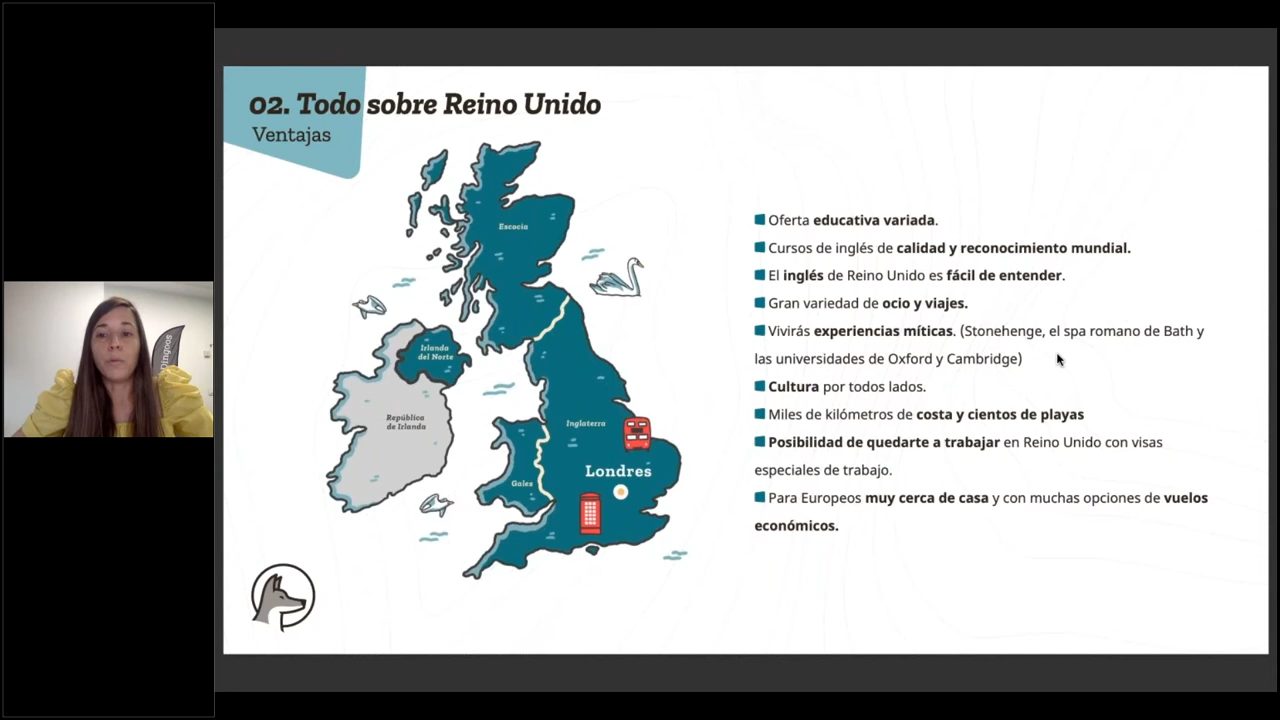 02. Todo sobre Reino Unido
Ventajas
Escocia
Irlanda
del Norte
República
de Irlanda
Inglaterra
Londres
Gales
Oferta educativa variada.
Cursos de inglés de calidad y reconocimiento mundial.
El inglés de Reino Unido es fácil de entender.
Gran variedad de ocio y viajes.
Vivirás experiencias míticas. (Stonehenge, el spa romano de Bath y
las universidades de Oxford y Cambridge)
Cultura por todos lados.
Miles de kilómetros de costa y cientos de playas
Posibilidad de quedarte a trabajar en Reino Unido con visas
especiales de trabajo.
Para Europeos muy cerca de casa y con muchas opciones de vuelos
económicos.